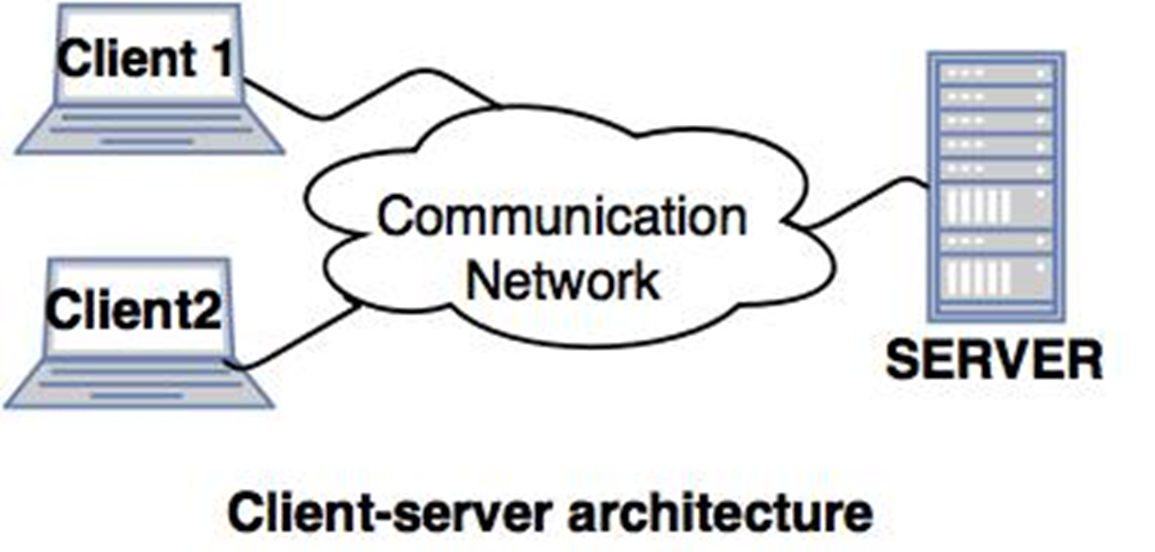 Client 1
Communication
Network
Client2
SERVER
Client-server architecture